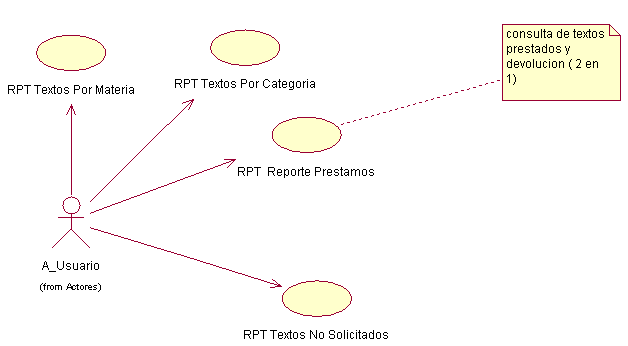 consulta de textos
prestados y
devolucion ( 2 en
1)
RPT Textos Por Materia
RPT Textos Por Categoria
RPT  Reporte Prestamos
A_Usuario
(from Actores)
RPT Textos No Solicitados